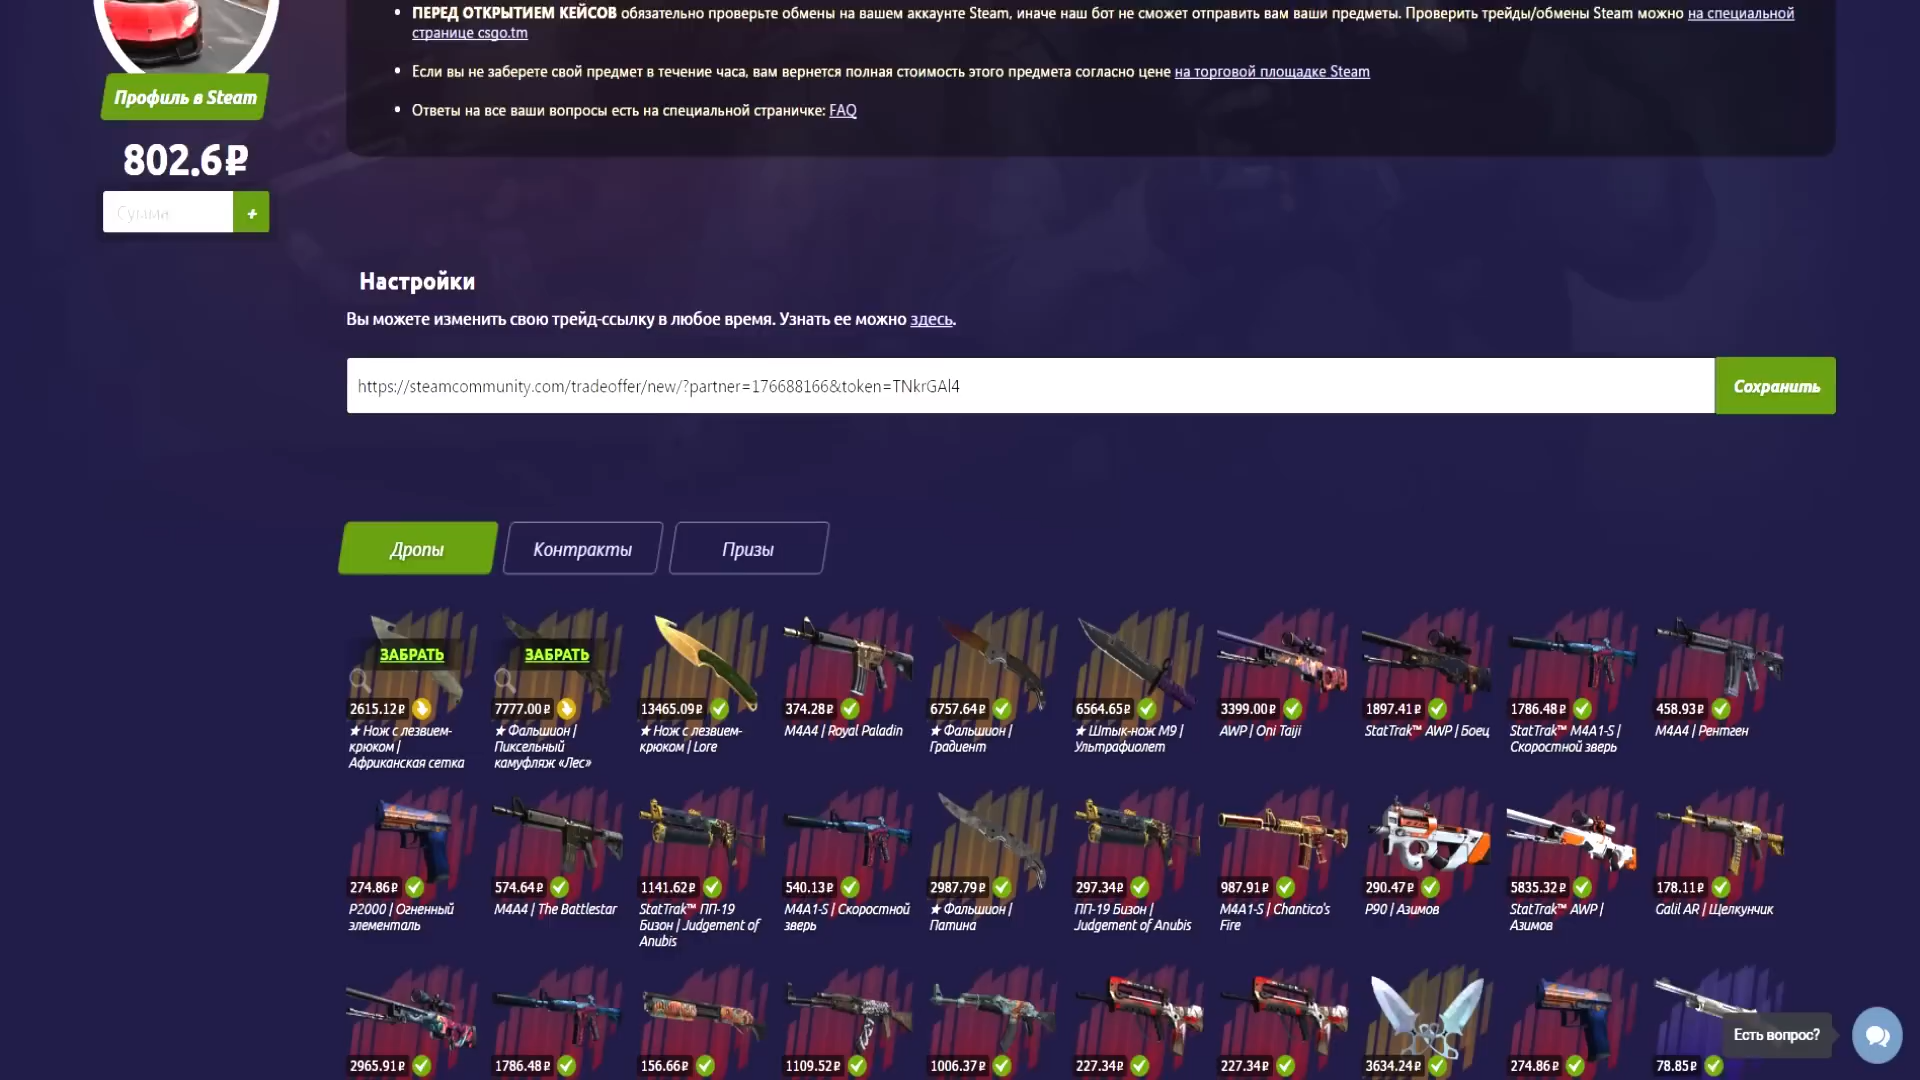 ПЕРЕД ОТКРЫТИЕМ КЕЙСОВ обязательно проверьте обмены на вашем аккаунте Steam, иначе наш бот не сможет отправить вам ваши предметы. Проверить трейды/обмены Steam можно на специальной
странице csgo.tm
Если вы не заберете свой предмет в течение часа, вам вернется полная стоимость этого предмета согласно цене на торговой площадке Steam
Ответы на все ваши вопросы есть на специальной страничке: FAQ
Профиль в Steam
802.6₽
Сумма
+
Настройки
Вы можете изменить свою трейд-ссылку в любое время. Узнать ее можно здесь.
https://steamcommunity.com/tradeoffer/new/?partner=176688166&token=TNkrGAl4
Сохранить
Дропы
Контракты
Призы
ЗАБРАТЬ
2615.12₽
★ Нож с лезвием-
крюком |
Африканская сетка
ЗАБРАТЬ
7777.00₽
★ Фальшион |
Пиксельный
камуфляж «Лес»
13465.09₽
★ Нож с лезвием-
крюком | Lore
374.28₽
M4A4 | Royal Paladin
6757.64₽
★ Фальшион |
Градиент
6564.65₽
★ Штык-нож M9 |
Ультрафиолет
3399.00₽
AWP | Oni Taiji
1897.41₽
StatTrak™ AWP | Боец
1786.48₽
StatTrak™ M4A1-S |
Скоростной зверь
458.93₽
M4A4 | Рентген
274.86₽
P2000 | Огненный
элементаль
574.64₽
M4A4 | The Battlestar
1141.62₽
StatTrak™ ПП-19
Бизон | Judgement of
Anubis
540.13₽
M4A1-S | Скоростной
зверь
2987.79₽
★ Фальшион |
Патина
297.34₽
ПП-19 Бизон |
Judgement of Anubis
987.91₽
M4A1-S | Chantico's
Fire
290.47₽
P90 | Азимов
5835.32₽
StatTrak™ AWP |
Азимов
178.11₽
Galil AR | Щелкунчик
2965.91₽
1786.48₽
156.66₽
1109.52₽
1006.37₽
227.34₽
227.34₽
3634.24₽
274.86₽
78.85₽
Есть вопрос?